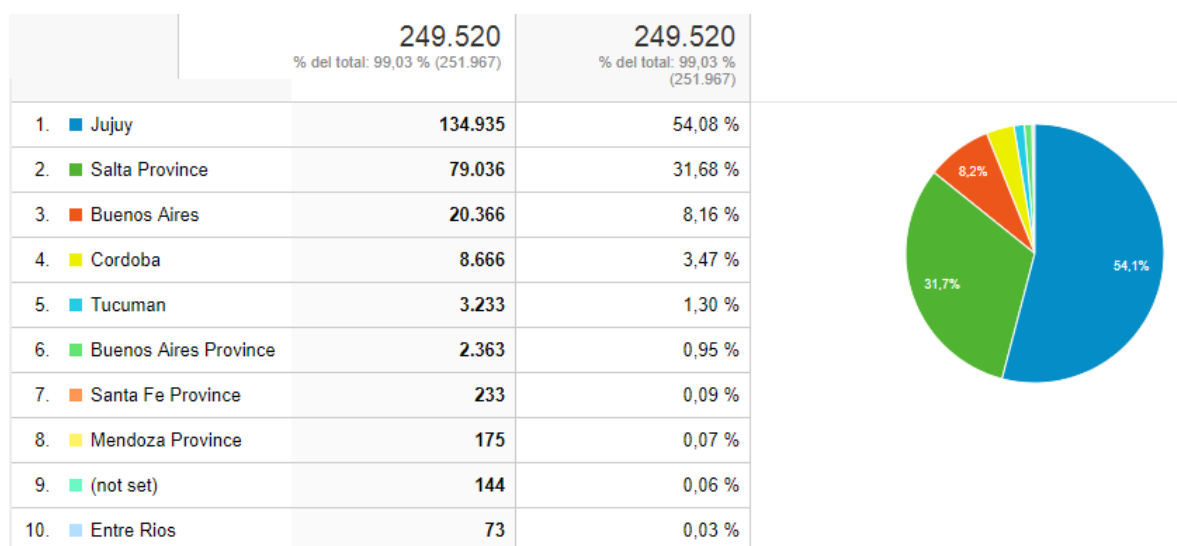 249.520 249.520
% del total: 99,03 % (251.967) % del total: 99,03 %
(251.967)
1. Jujuy 134.935 54,08 %
2. Salta Province 79.036 31,68 %
3. Buenos Aires 20.366 8,16 %
4. Cordoba 8.666 3,47 %
5. Tucuman 3.233 1,30 %
6. Buenos Aires Province 2.363 0,95 %
7. Santa Fe Province 233 0,09 %
8. Mendoza Province 175 0,07 %
9. (not set) 144 0,06 %
10. Entre Rios 73 0,03 %
8,2%
54,1%
31,7%